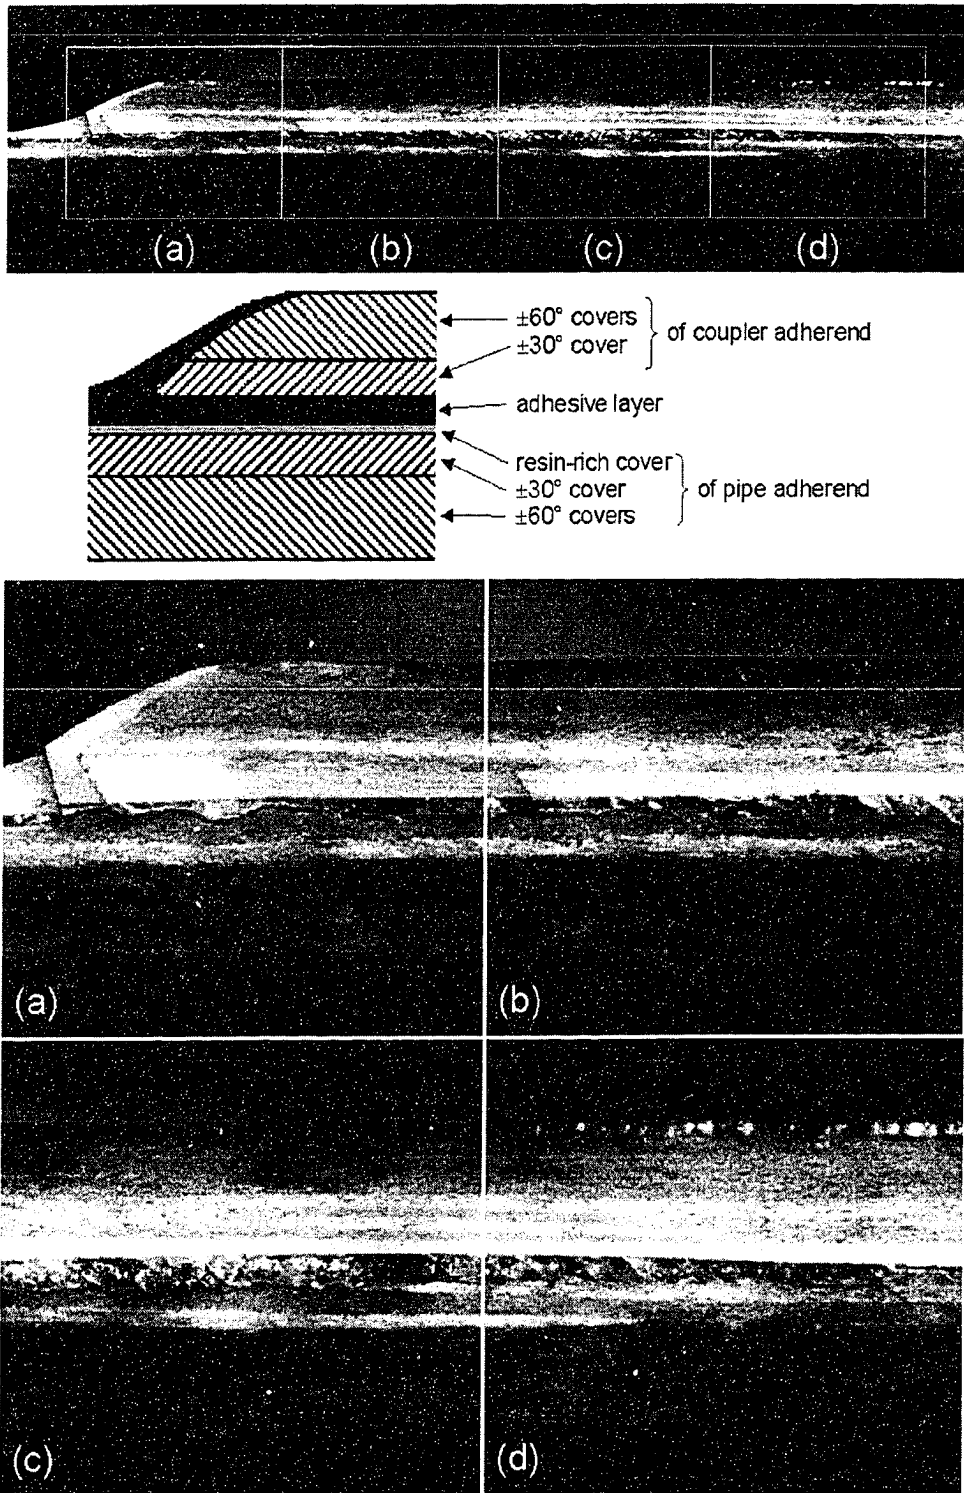 (a) (b) (c) (d)
±60° covers
±30° cover
of coupler adherend
adhesive layer
resin-rich cover
±30° cover
±60° covers
of pipe adherend
(a) (b)
(c) (d)